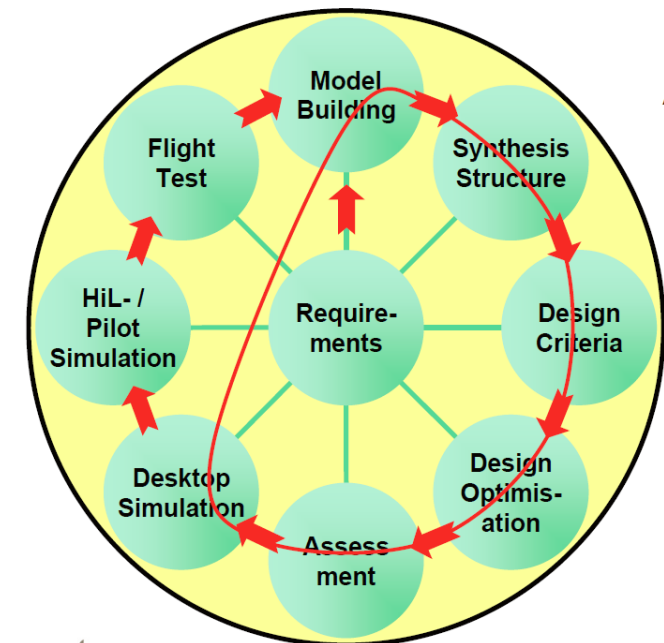 Model
Building
Synthesis
Structure
Design
Criteria
Design
Optimis-
ation
Assess
ment
Desktop
Simulation
HiL- /
Pilot
Simulation
Flight
Test
Require-
ments